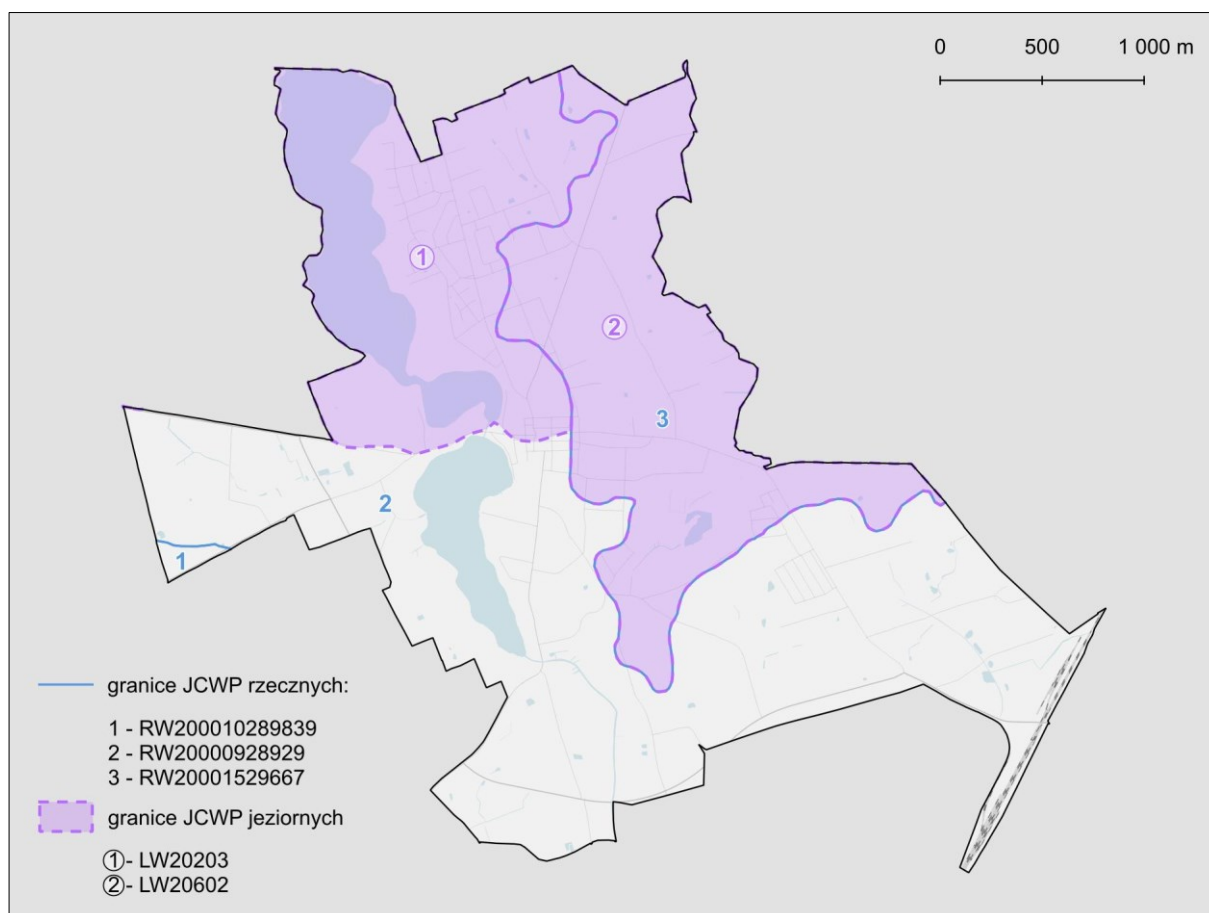 0 500 1 000 m
1
2
3
2
1
granice JCWP rzecznych:
1 - RW200010289839
2 - RW20000928929
3 - RW20001529667
granice JCWP jeziornych
1 - LW20203
2 - LW20602